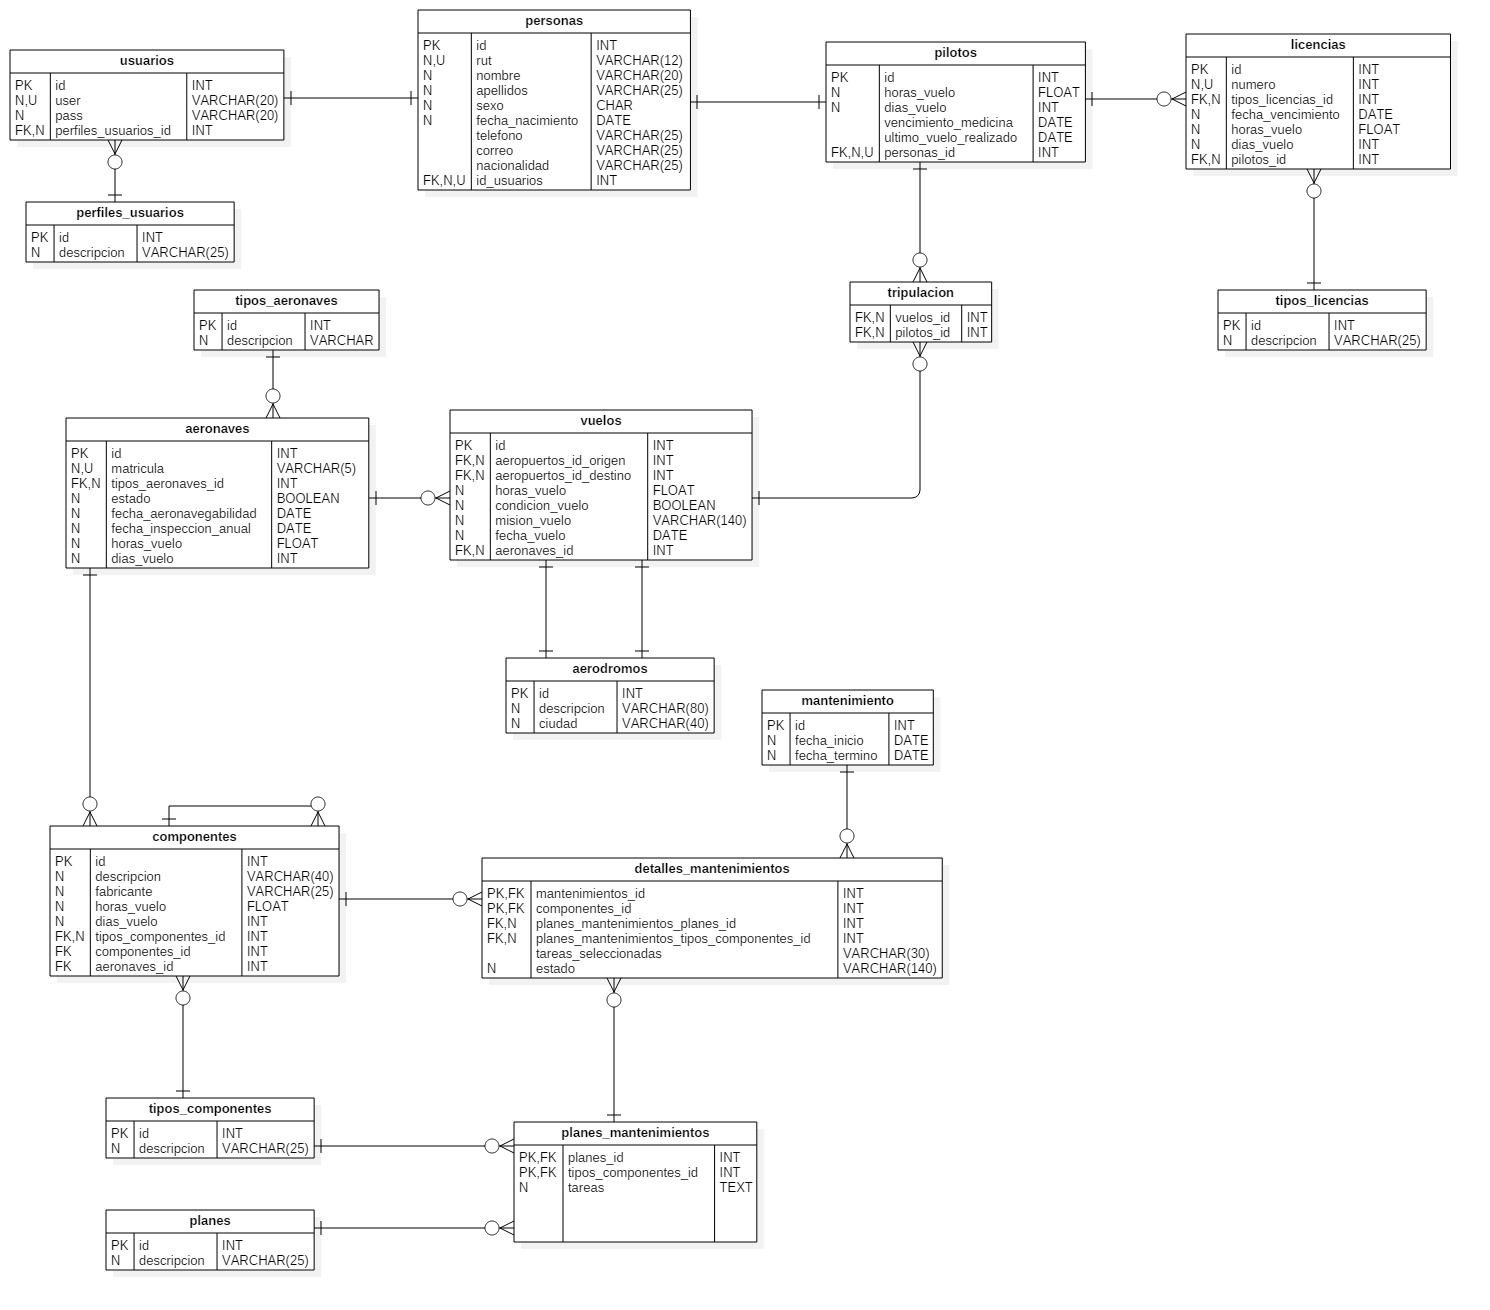 usuarios
PK id INT
N,U user VARCHAR(20)
N pass VARCHAR(20)
FK,N perfiles_usuarios_id INT
personas
PK id INT
N,U rut VARCHAR(12)
N nombre VARCHAR(20)
N apellidos VARCHAR(25)
N sexo CHAR
N fecha_nacimiento DATE
telefono VARCHAR(25)
correo VARCHAR(25)
nacionalidad VARCHAR(25)
FK,N,U id_usuarios INT
pilotos
PK id INT
N horas_vuelo FLOAT
N dias_vuelo INT
vencimiento_medicina DATE
ultimo_vuelo_realizado DATE
FK,N,U personas_id INT
licencias
PK id INT
N,U numero INT
FK,N tipos_licencias_id INT
N fecha_vencimiento DATE
N horas_vuelo FLOAT
N dias_vuelo INT
FK,N pilotos_id INT
perfiles_usuarios
PK id INT
N descripcion VARCHAR(25)
tipos_aeronaves
PK id INT
N descripcion VARCHAR
tripulacion
FK,N vuelos_id INT
FK,N pilotos_id INT
tipos_licencias
PK id INT
N descripcion VARCHAR(25)
aeronaves
PK id INT
N,U matricula VARCHAR(5)
FK,N tipos_aeronaves_id INT
N estado BOOLEAN
N fecha_aeronavegabilidad DATE
N fecha_inspeccion_anual DATE
N horas_vuelo FLOAT
N dias_vuelo INT
vuelos
PK id INT
FK,N aeropuertos_id_origen INT
FK,N aeropuertos_id_destino INT
N horas_vuelo FLOAT
N condicion_vuelo BOOLEAN
N mision_vuelo VARCHAR(140)
N fecha_vuelo DATE
FK,N aeronaves_id INT
aerodromos
PK id INT
N descripcion VARCHAR(80)
N ciudad VARCHAR(40)
mantenimiento
PK id INT
N fecha_inicio DATE
N fecha_termino DATE
componentes
PK id INT
N descripcion VARCHAR(40)
N fabricante VARCHAR(25)
N horas_vuelo FLOAT
N dias_vuelo INT
FK,N tipos_componentes_id INT
FK componentes_id INT
FK aeronaves_id INT
detalles_mantenimientos
PK,FK mantenimientos_id INT
PK,FK componentes_id INT
FK,N planes_mantenimientos_planes_id INT
FK,N planes_mantenimientos_tipos_componentes_id INT
tareas_seleccionadas VARCHAR(30)
N estado VARCHAR(140)
tipos_componentes
PK id INT
N descripcion VARCHAR(25)
planes_mantenimientos
PK,FK planes_id INT
PK,FK tipos_componentes_id INT
N tareas TEXT
planes
PK id INT
N descripcion VARCHAR(25)